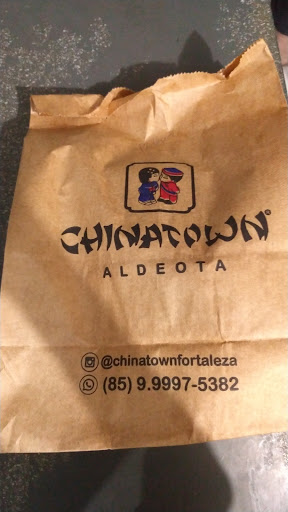 CHINATOWN®
ALDEOTA
@chinatownfortaleza
(85) 9.9997-5382